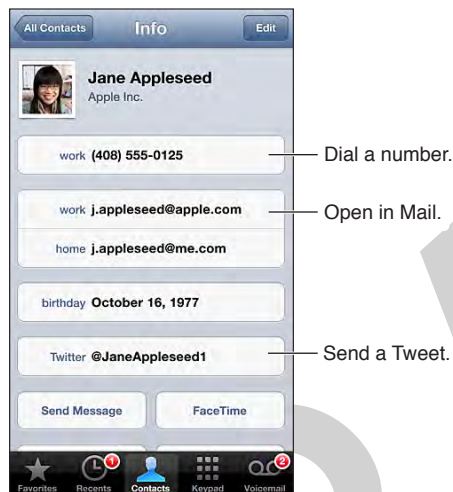 All Contacts Info Edit
Jane Appleseed
Apple Inc.
work (408) 555-0125
Dial a number.
work j.appleseed@apple.com
Open in Mail.
home j.appleseed@me.com
birthday October 16, 1977
Twitter @JaneAppleseed1
Send a Tweet.
Send Message FaceTime
1 2
Favorites Recents Contacts Keypad Voicemail